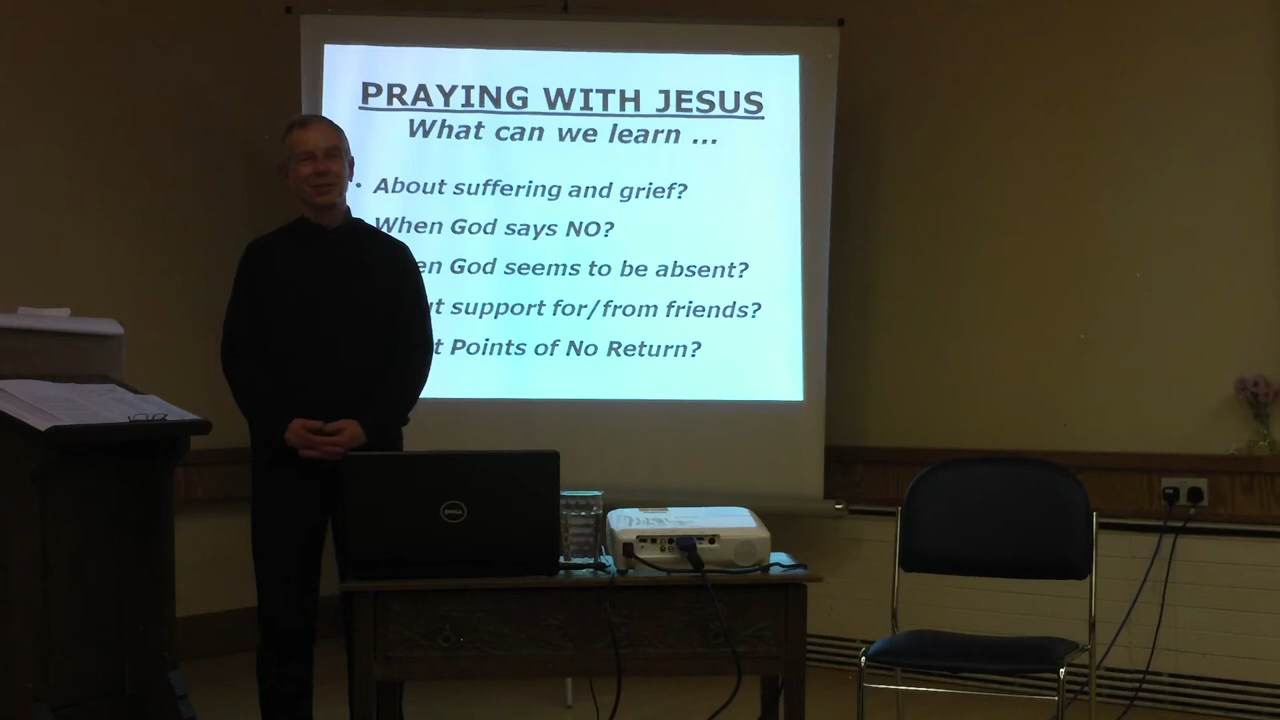 PRAYING WITH JESUS
What can we learn ...
• About suffering and grief?
When God says NO?
en God seems to be absent?
t support for/from friends?
t Points of No Return?
DELL